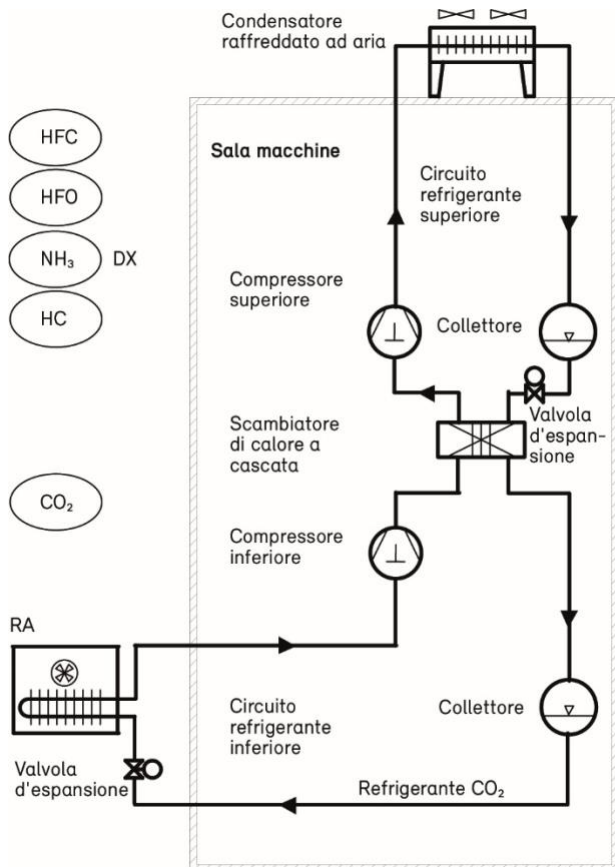 Condensatore
raffreddato ad aria
HFC
HFO
NH₃ DX
HC
Sala macchine
Circuito
refrigerante
superiore
Compressore
superiore
Collettore
Valvola
d'espan-
sione
Scambiatore
di calore a
cascata
CO₂
Compressore
inferiore
RA
Circuito
refrigerante
inferiore
Collettore
Valvola
d'espansione
Refrigerante CO₂